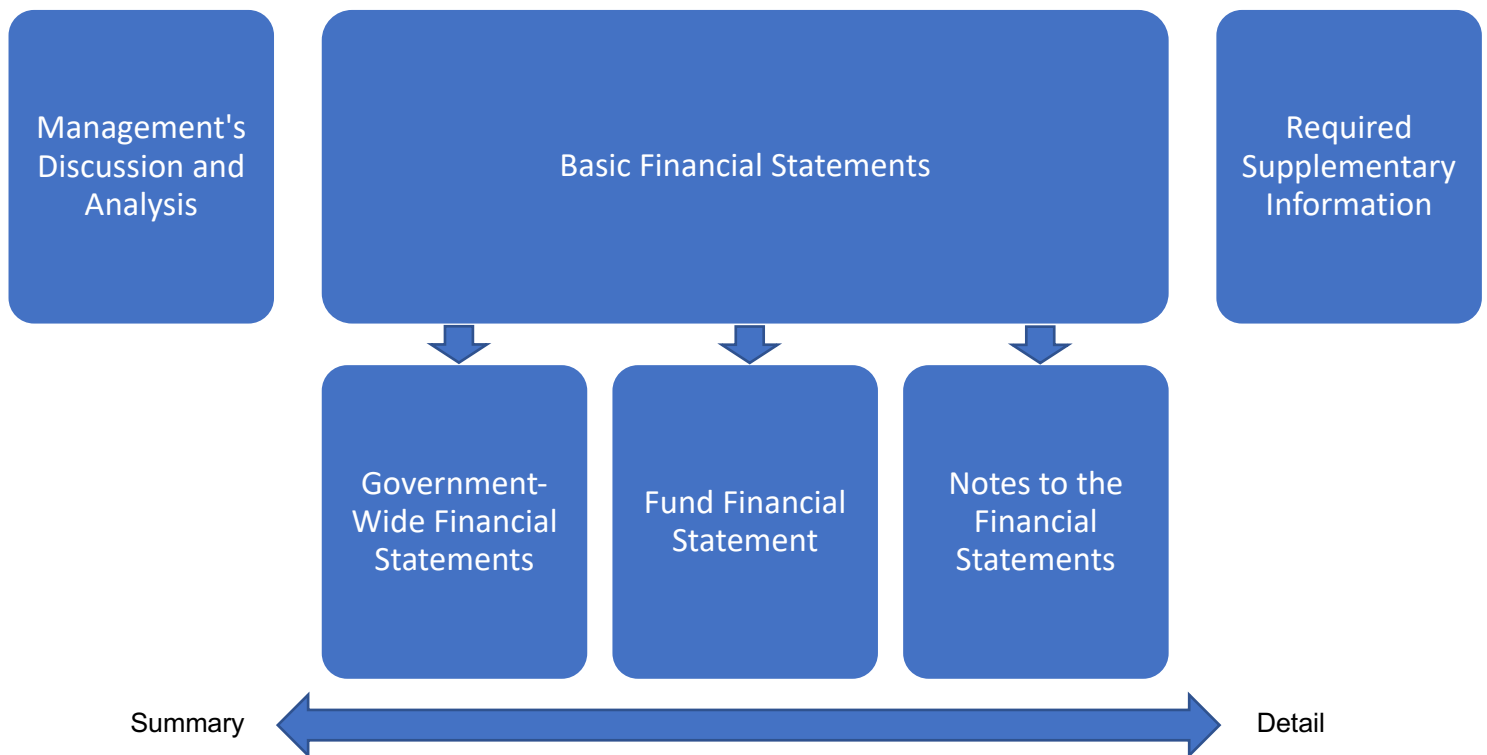 Management's
Discussion and
Analysis
Basic Financial Statements
Required
Supplementary
Information
Government-
Wide Financial
Statements
Fund Financial
Statement
Notes to the
Financial
Statements
Summary
Detail